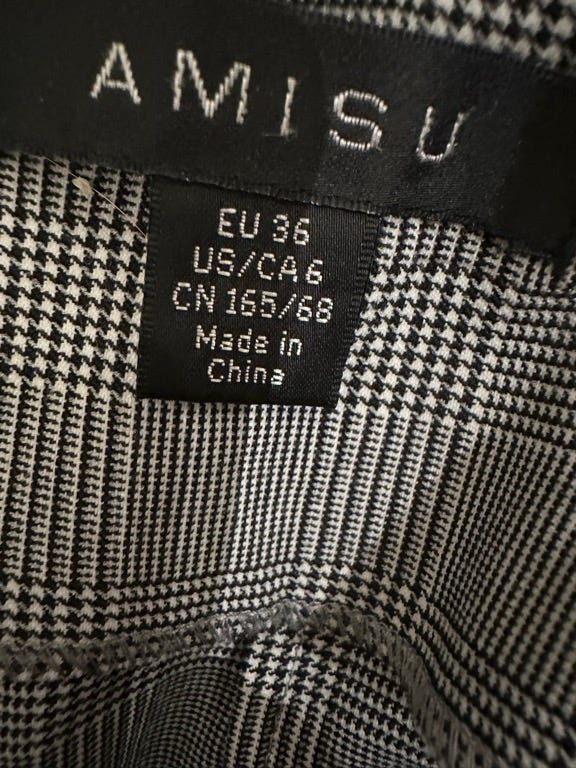 AMISU
EU 36
US/CA 6
CN 165/68
Made in
China